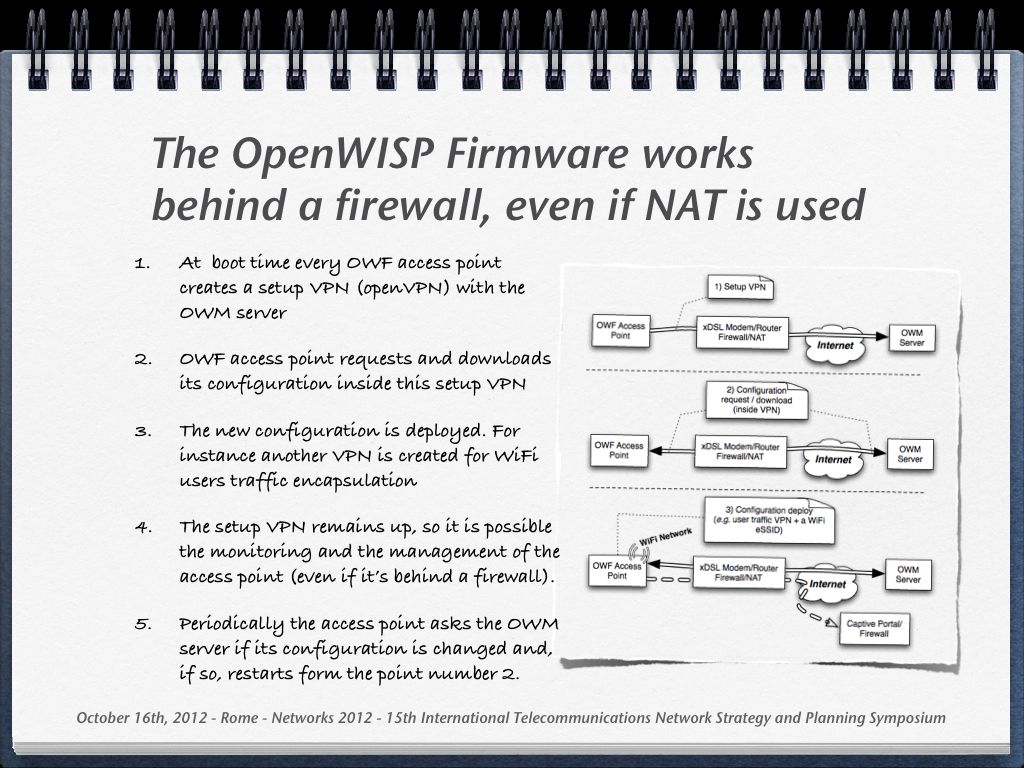 The OpenWISP Firmware works
behind a firewall, even if NAT is used
1. At boot time every OWF access point
creates a setup VPN (openVPN) with the
OWM server
2. OWF access point requests and downloads
its configuration inside this setup VPN
3. The new configuration is deployed. For
instance another VPN is created for WiFi
users traffic encapsulation
4. The setup VPN remains up, so it is possible
the monitoring and the management of the
access point (even if it's behind a firewall).
5. Periodically the access point asks the OWM
server if its configuration is changed and,
if so, restarts form the point number 2.
1) Setup VPN
OWF Access
Point
xDSL Modem/Router
Firewall/NAT
Internet
OWM
Server
2) Configuration
request / download
(inside VPN)
OWF Access
Point
xDSL Modem/Router
Firewall/NAT
Internet
OWM
Server
3) Configuration deploy
(e.g. user traffic VPN + a WiFi
eSSID)
WiFi Network
OWF Access
Point
xDSL Modem/Router
Firewall/NAT
Internet
OWM
Server
Captive Portal/
Firewall
October 16th, 2012 - Rome - Networks 2012 - 15th International Telecommunications Network Strategy and Planning Symposium